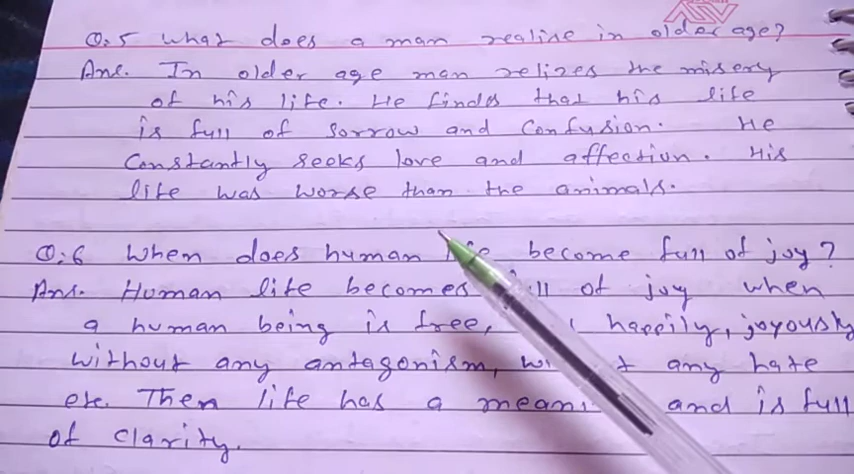 Q.5 What does a man realise in older age?
Ans. In older age man relizes the misery
of his life. He finds that his life
is full of sorrow and confusion. He
constantly seeks love and affection. His
life was worse than the animals.
Q.6 When does human become full of joy?
Ans. Human life becomes of joy when
a human being is free, happily, joyously
without any antagonism, any hate
etc. Then life has a and is full
of clarity.